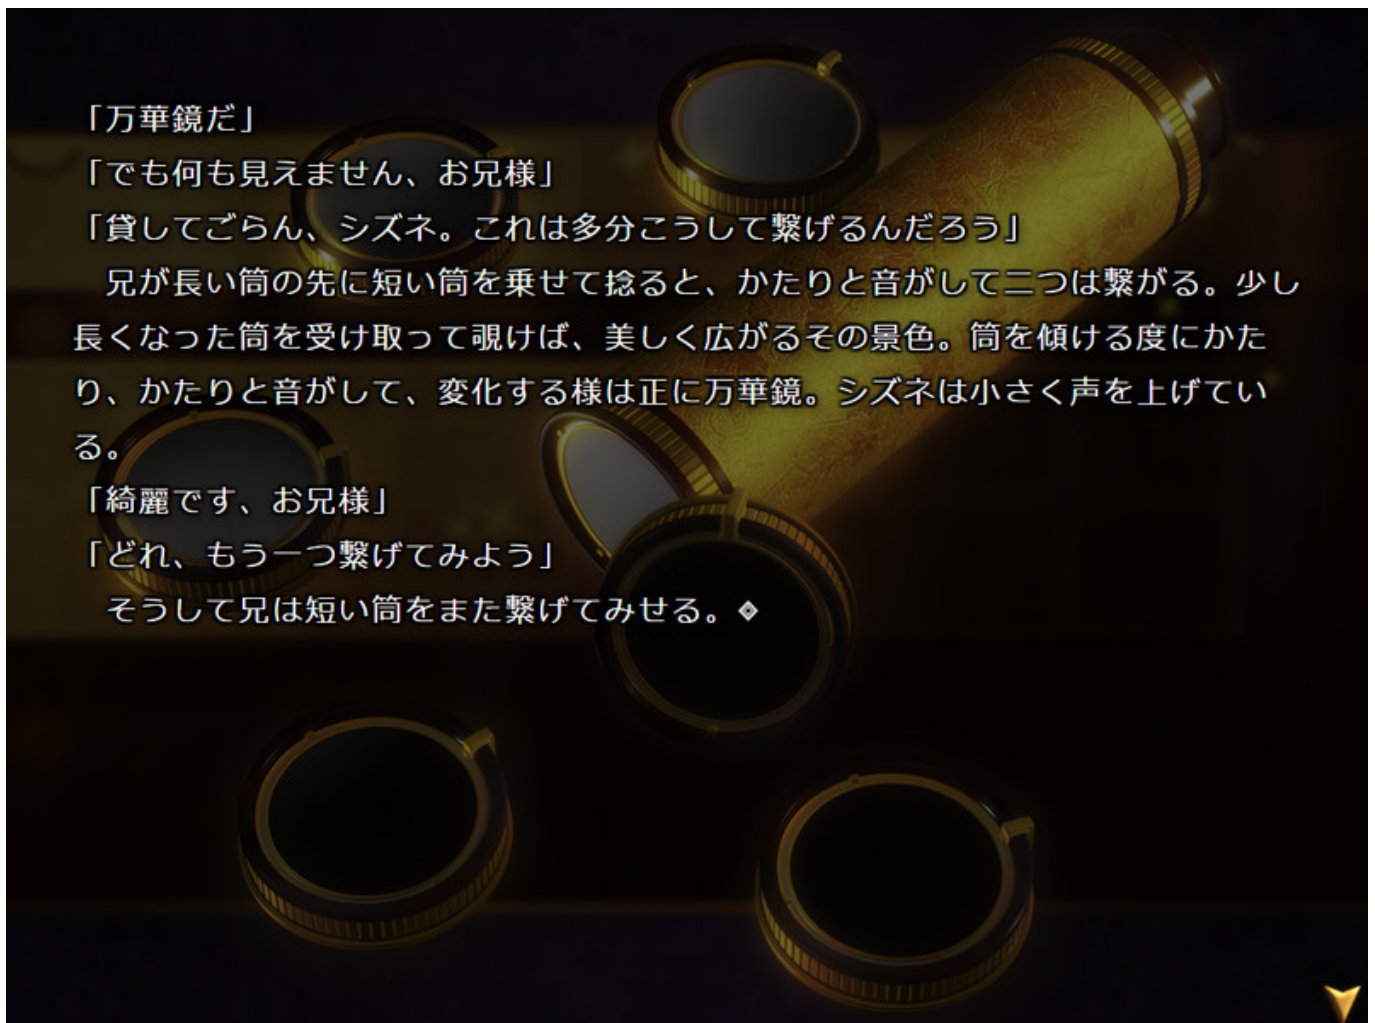 「万華鏡だ」
「でも何も見えません、お兄様」
「貸してごらん、シズネ。これは多分こうして繋げるんだろう」
　兄が長い筒の先に短い筒を乗せて捻ると、かたりと音がして二つは繋がる。少し
長くなった筒を受け取って覗けば、美しく広がるその景色。筒を傾ける度にかた
り、かたりと音がして、変化する様は正に万華鏡。シズネは小さく声を上げてい
る。
「綺麗です、お兄様」
「どれ、もう一つ繋げてみよう」
　そうして兄は短い筒をまた繋げてみせる。